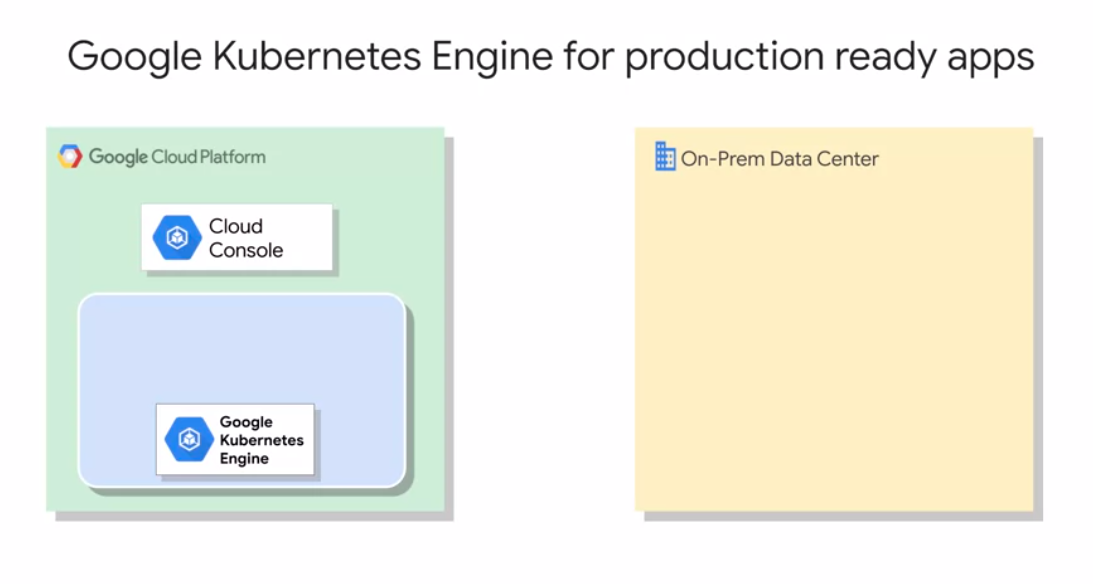 Google Kubernetes Engine for production ready apps
Google Cloud Platform
On-Prem Data Center
Cloud
Console
Google
Kubernetes
Engine